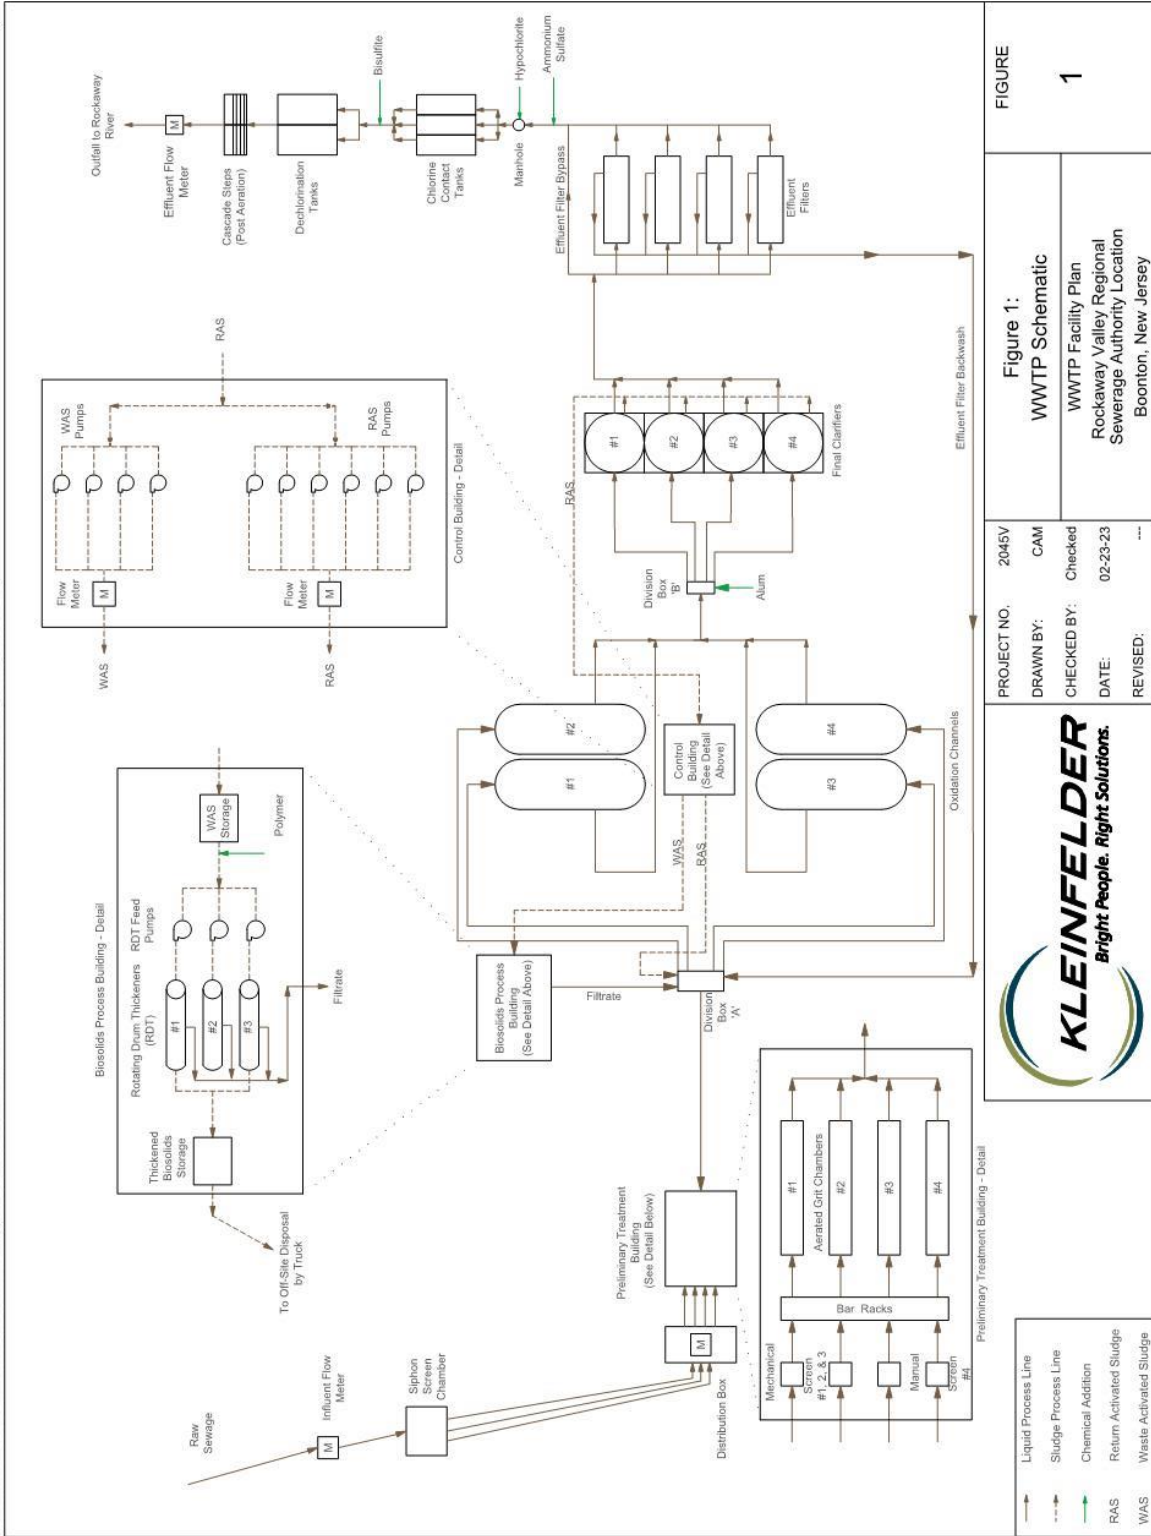 Raw
Sewage
Influent Flow
Meter
M
Siphon
Screen
Chamber
Distribution Box
M
Preliminary Treatment
Building
(See Detail Below)
To Off-Site Disposal
by Truck
Biosolids Process Building - Detail
Thickened
Biosolids
Storage
Rotating Drum Thickeners
(RDT)
#1
#2
#3
RDT Feed
Pumps
WAS
Storage
Polymer
Filtrate
Biosolids Process
Building
(See Detail Above)
Filtrate
Division
Box
'A'
WAS
RAS
#1
#2
Control
Building
(See Detail
Above)
#3
#4
Oxidation Channels
WAS
RAS
Flow
Meter
M
Flow
Meter
M
WAS
Pumps
RAS
Pumps
RAS
Control Building - Detail
Division
Box
'B'
Alum
RAS
#1
#2
#3
#4
Final Clarifiers
Effluent Filter Backwash
Effluent Filter Bypass
Effluent
Filters
Outfall to Rockaway
River
Effluent Flow
Meter
M
Cascade Steps
(Post Aeration)
Dechlorination
Tanks
Bisulfite
Chlorine
Contact
Tanks
Manhole
Hypochlorite
Ammonium
Sulfate
Mechanical
Screen
#1, 2, & 3
Manual
Screen
#4
Bar Racks
#1
Aerated Grit Chambers
#2
#3
#4
Preliminary Treatment Building - Detail
Liquid Process Line
Sludge Process Line
Chemical Addition
RAS Return Activated Sludge
WAS Waste Activated Sludge
KLEINFELDER
Bright People. Right Solutions.
PROJECT NO. 2045V
DRAWN BY: CAM
CHECKED BY: Checked
DATE: 02-23-23
REVISED: ---
Figure 1:
WWTP Schematic
WWTP Facility Plan
Rockaway Valley Regional
Sewerage Authority Location
Boonton, New Jersey
FIGURE
1